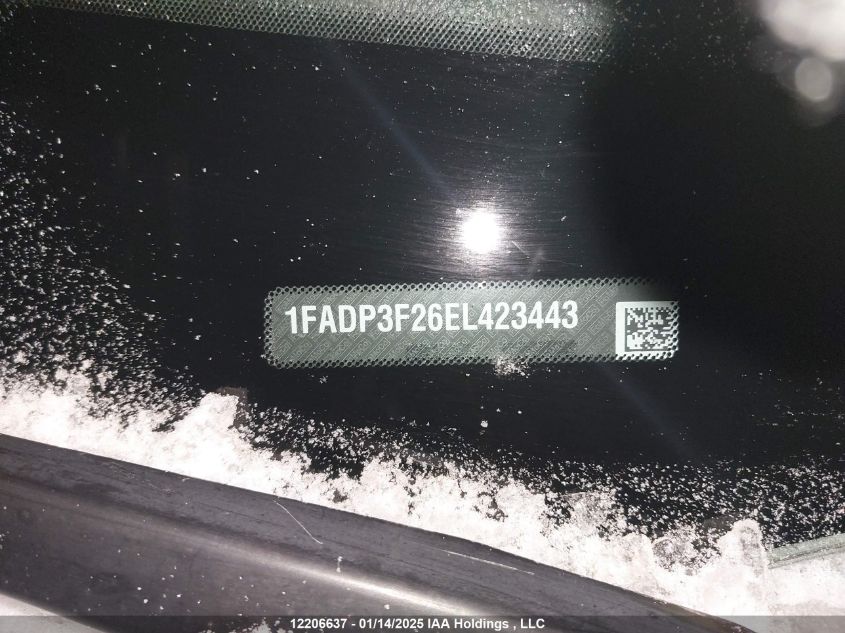 1FADP3F26EL423443
12206637 - 01/14/2025 IAA Holdings , LLC